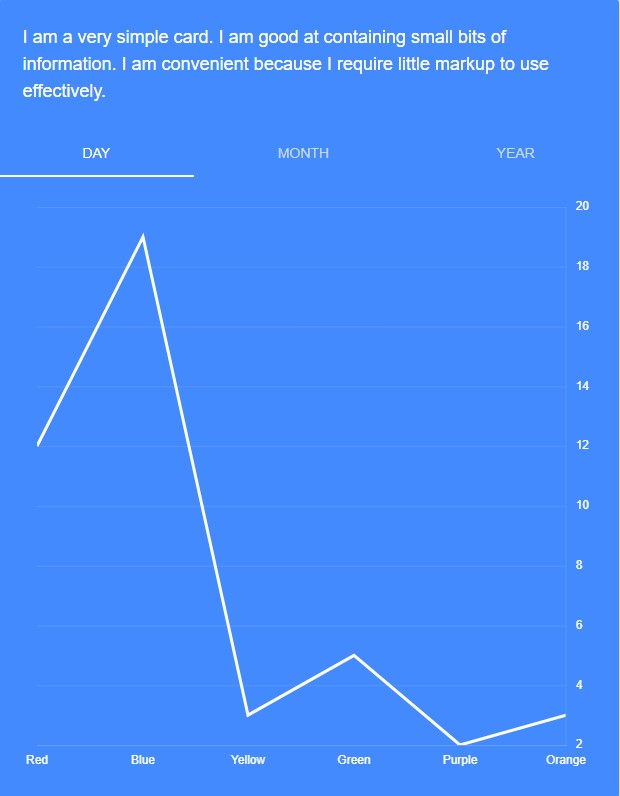 I am a very simple card. I am good at containing small bits of
information. I am convenient because I require little markup to use
effectively.
DAY MONTH YEAR
20
18
16
14
12
10
8
6
4
2
Red Blue Yellow Green Purple Orange